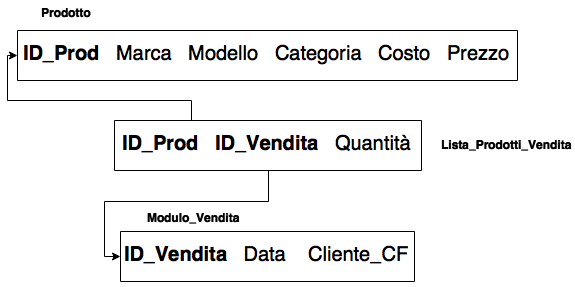 Prodotto
ID_Prod Marca Modello Categoria Costo Prezzo
ID_Prod ID_Vendita Quantità
Lista_Prodotti_Vendita
Modulo_Vendita
ID_Vendita Data Cliente_CF